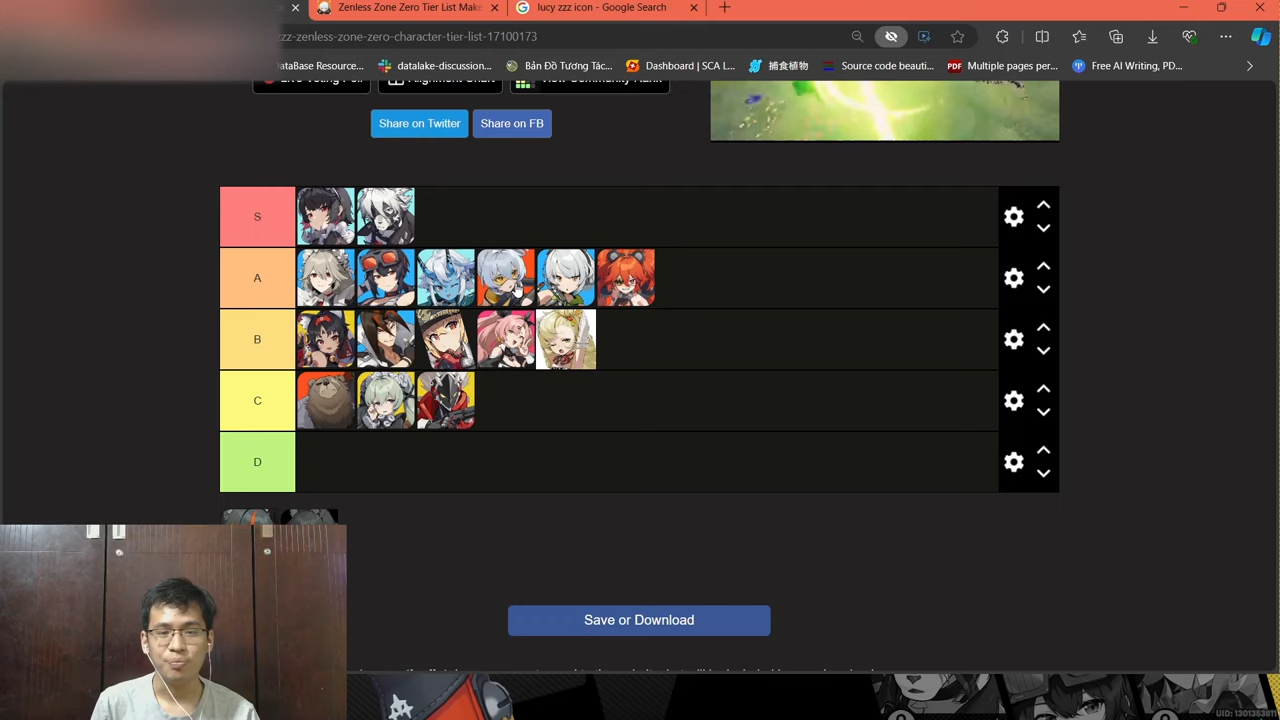 Zenless Zone Zero Tier List Make
lucy zzz icon - Google Search
zzz-zenless-zone-zero-character-tier-list-17100173
DataBase Resource...
datalake-discussion...
Bản Đồ Tương Tác...
Dashboard | SCA L...
捕食植物
Source code beauti...
PDF
Multiple pages per...
Free AI Writing, PD...
Share on Twitter
Share on FB
S
A
B
C
D
Save or Download